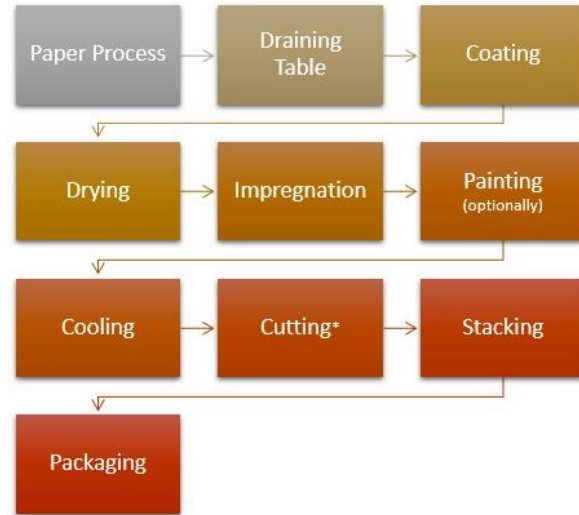 Paper Process
Draining
Table
Coating
Drying
Impregnation
Painting
(optionally)
Cooling
Cutting*
Stacking
Packaging